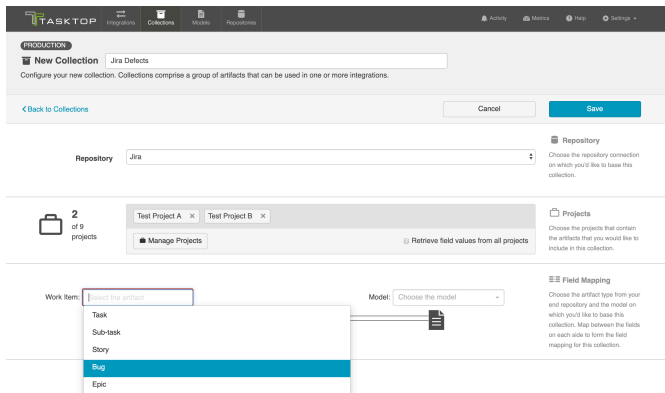 TASKTOP
Integrations
Collections
Models
Repositories
Activity
Metrics
Help
Settings
PRODUCTION
New Collection
Jira Defects
Configure your new collection. Collections comprise a group of artifacts that can be used in one or more integrations.
Back to Collections
Cancel
Save
Repository
Jira
Repository
Choose the repository connection
on which you'd like to base this
collection.
2
of 9
projects
Test Project A ×
Test Project B ×
Manage Projects
Retrieve field values from all projects
Projects
Choose the projects that contain
the artifacts that you would like to
include in this collection.
Work Item:
Select the artifact
Model:
Choose the model
Task
Sub-task
Story
Bug
Epic
Field Mapping
Choose the artifact type from your
end repository and the model on
which you'd like to base this
collection. Map between the fields
on each side to form the field
mapping for this collection.